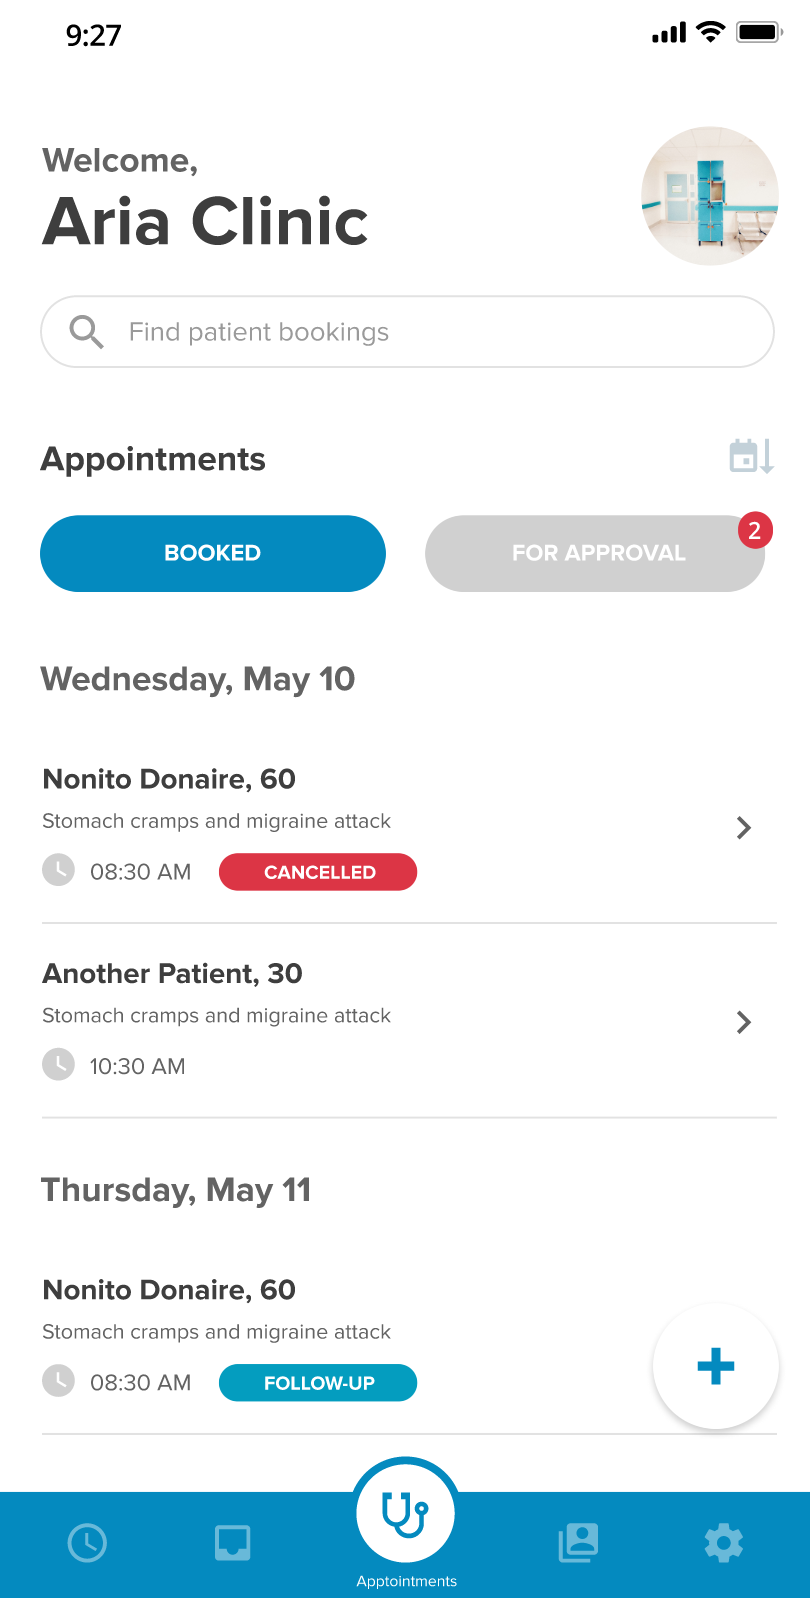 9:27
Welcome,
Aria Clinic
Find patient bookings
Appointments
BOOKED
FOR APPROVAL
2
Wednesday, May 10
Nonito Donaire, 60
Stomach cramps and migraine attack
08:30 AM
CANCELLED
Another Patient, 30
Stomach cramps and migraine attack
10:30 AM
Thursday, May 11
Nonito Donaire, 60
Stomach cramps and migraine attack
08:30 AM
FOLLOW-UP
Apptointments